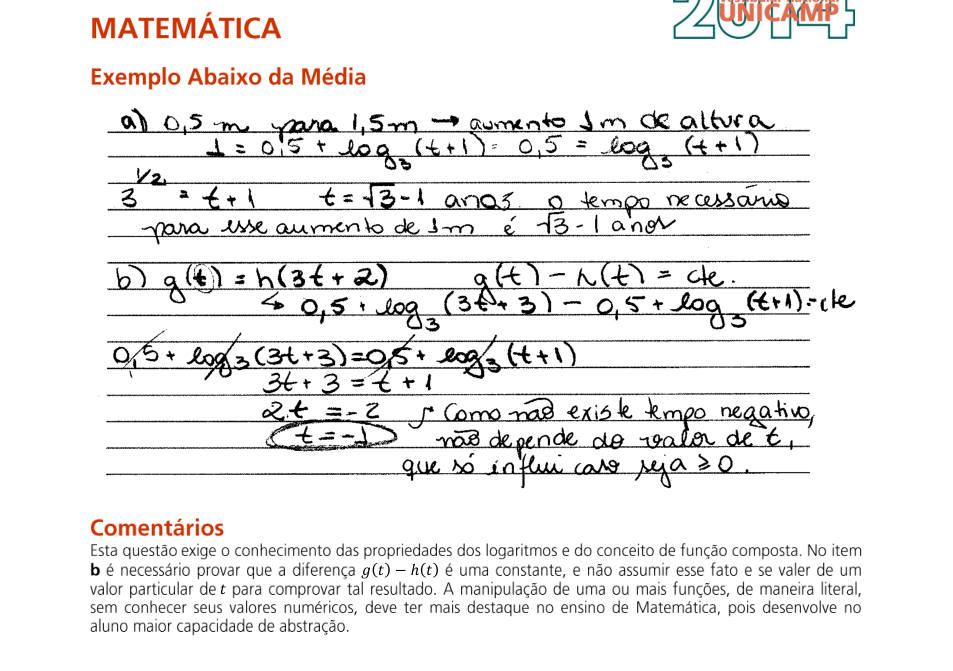 MATEMÁTICA
UNICAMP
2014
Exemplo Abaixo da Média
a) 0,5 m para 1,5m → aumento 1m de altura
1 = 0,5 + log₃ (t+1) = 0,5 = log₃ (t+1)
3^1/2 = t+1 t = √3-1 anos. o tempo necessário
para esse aumento de 1m é √3-1 anos
b) g(t) = h(3t+2) g(t) - h(t) = cte.
↳ 0,5 + log₃ (3t+3) - 0,5 + log₃ (t+1) = cte
0,5 + log₃ (3t+3) = 0,5 + log₃ (t+1)
3t+3 = t+1
2t = -2 Como não existe tempo negativo,
t = -1 não depende do valor de t,
que só influi caso seja ≥ 0.
Comentários
Esta questão exige o conhecimento das propriedades dos logaritmos e do conceito de função composta. No item
b é necessário provar que a diferença g(t) − h(t) é uma constante, e não assumir esse fato e se valer de um
valor particular de t para comprovar tal resultado. A manipulação de uma ou mais funções, de maneira literal,
sem conhecer seus valores numéricos, deve ter mais destaque no ensino de Matemática, pois desenvolve no
aluno maior capacidade de abstração.